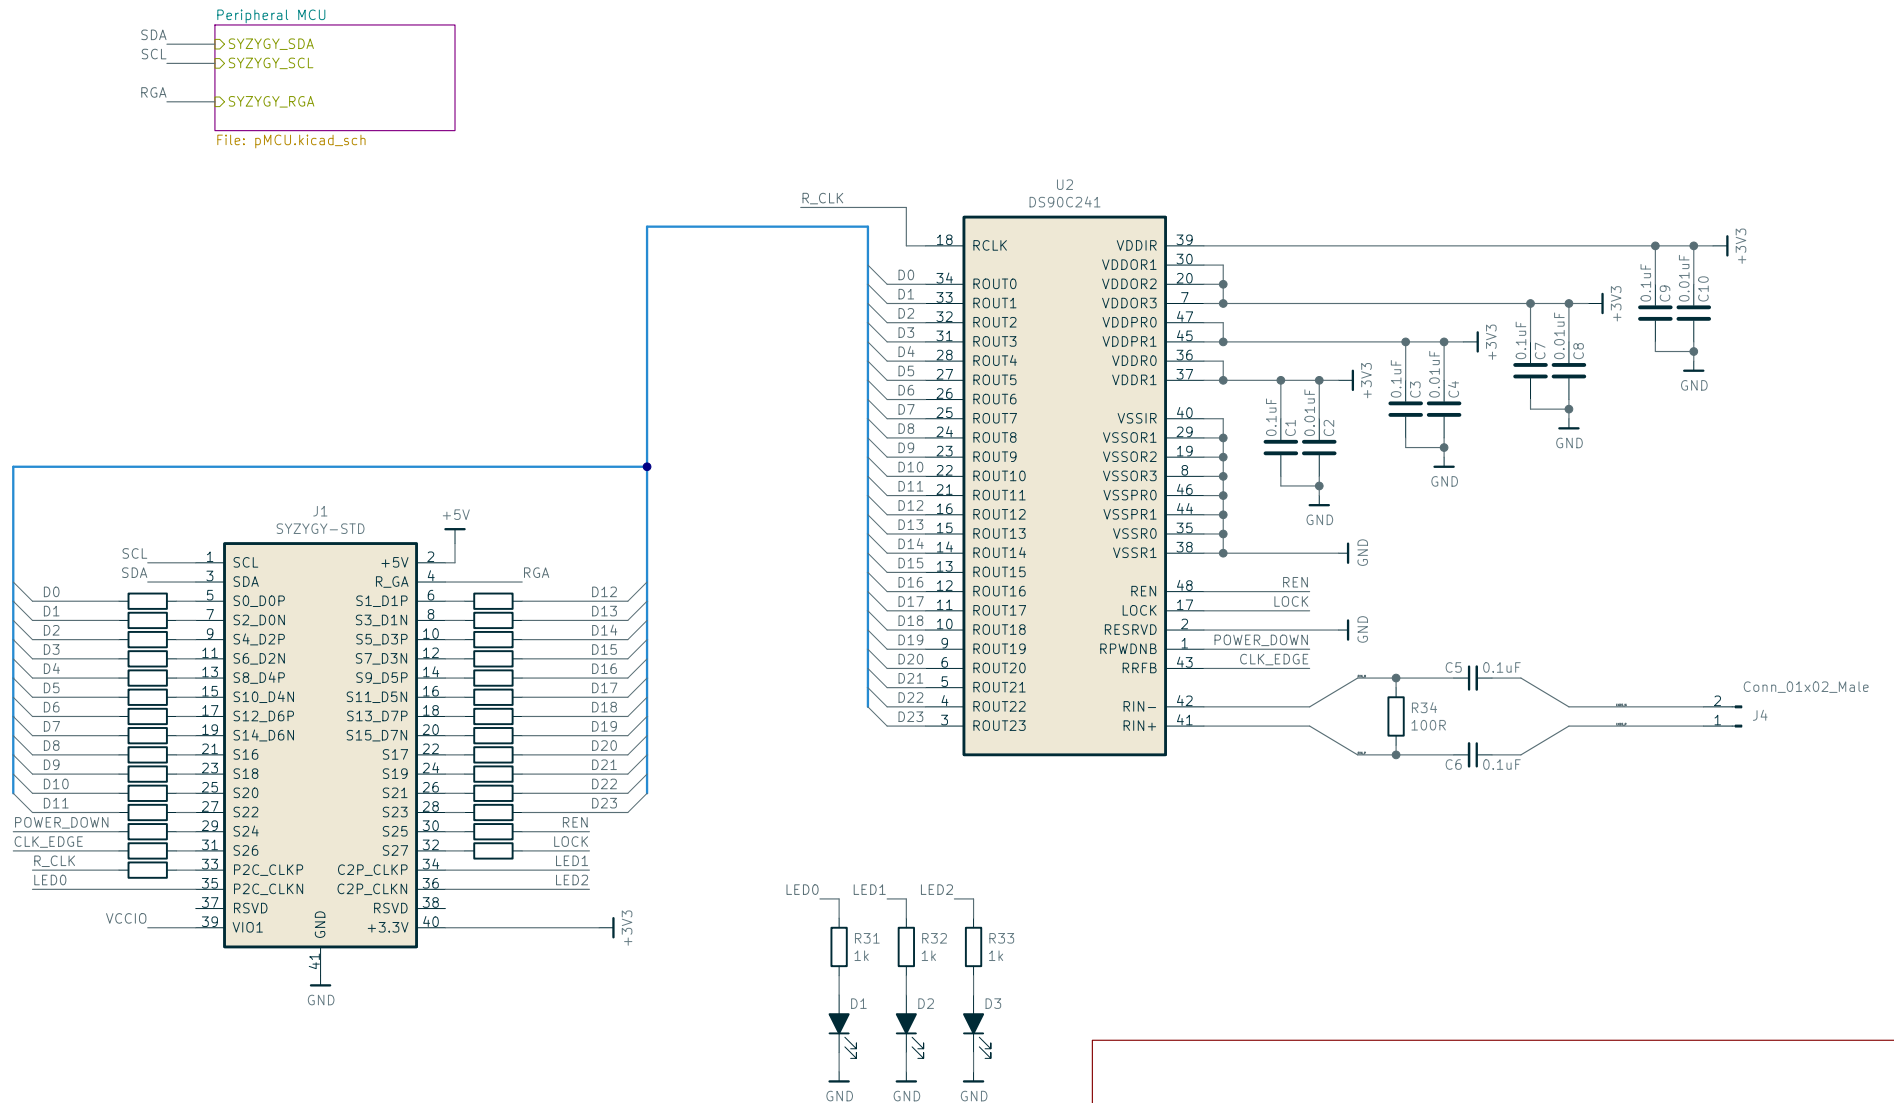 Peripheral MCU
SDA
SYZYGY_SDA
SCL
SYZYGY_SCL
RGA
SYZYGY_RGA
File: pMCU.kicad_sch
U2
DS90C241
R_CLK
18 RCLK VDDIR 39
VDDOR1 30
D0 34 ROUT0 VDDOR2 20
D1 33 ROUT1 VDDOR3 7
D2 32 ROUT2 VDDPR0 47
D3 31 ROUT3 VDDPR1 45
D4 28 ROUT4 VDDR0 36
D5 27 ROUT5 VDDR1 37
D6 26 ROUT6
D7 25 ROUT7 VSSIR 40
D8 24 ROUT8 VSSOR1 29
D9 23 ROUT9 VSSOR2 19
D10 22 ROUT10 VSSOR3 8
D11 21 ROUT11 VSSPR0 46
D12 16 ROUT12 VSSPR1 44
D13 15 ROUT13 VSSR0 35
D14 14 ROUT14 VSSR1 38 GND
D15 13 ROUT15
D16 12 ROUT16 REN 48 REN
D17 11 ROUT17 LOCK 17 LOCK
D18 10 ROUT18 RESRVD 2 GND
D19 9 ROUT19 RPWDNB 1 POWER_DOWN
D20 6 ROUT20 RRFB 43 CLK_EDGE
D21 5 ROUT21
D22 4 ROUT22 RIN- 42
D23 3 ROUT23 RIN+ 41
+3V3
0.1uF C9
0.01uF C10
GND
+3V3
0.1uF C7
0.01uF C8
GND
+3V3
0.1uF C3
0.01uF C4
GND
+3V3
0.1uF C1
0.01uF C2
GND
C5 0.1uF
R34
100R
C6 0.1uF
Conn_01x02_Male
2
1
J4
J1
SYZYGY-STD
+5V
SCL 1 SCL +5V 2
SDA 3 SDA R_GA 4 RGA
D0 5 S0_D0P S1_D1P 6 D12
D1 7 S2_D0N S3_D1N 8 D13
D2 9 S4_D2P S5_D3P 10 D14
D3 11 S6_D2N S7_D3N 12 D15
D4 13 S8_D4P S9_D5P 14 D16
D5 15 S10_D4N S11_D5N 16 D17
D6 17 S12_D6P S13_D7P 18 D18
D7 19 S14_D6N S15_D7N 20 D19
D8 21 S16 S17 22 D20
D9 23 S18 S19 24 D21
D10 25 S20 S21 26 D22
D11 27 S22 S23 28 D23
POWER_DOWN 29 S24 S25 30 REN
CLK_EDGE 31 S26 S27 32 LOCK
R_CLK 33 P2C_CLKP C2P_CLKP 34 LED1
LED0 35 P2C_CLKN C2P_CLKN 36 LED2
37 RSVD RSVD 38
VCCIO 39 VIO1 +3.3V 40 +3V3
GND
41
GND
LED0 LED1 LED2
R31 R32 R33
1k 1k 1k
D1 D2 D3
GND GND GND